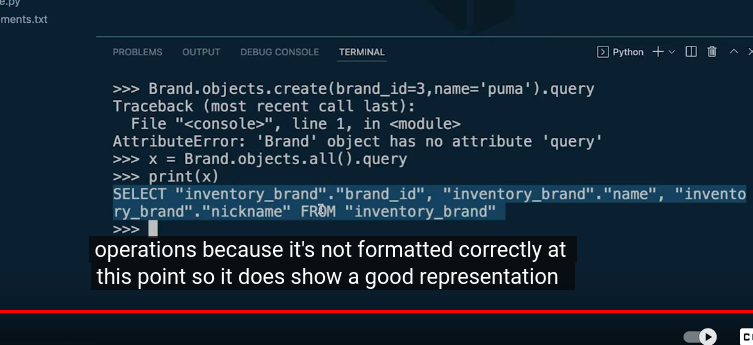 e.py
ments.txt
PROBLEMS OUTPUT DEBUG CONSOLE TERMINAL Python
>>> Brand.objects.create(brand_id=3,name='puma').query
Traceback (most recent call last):
File "<console>", line 1, in <module>
AttributeError: 'Brand' object has no attribute 'query'
>>> x = Brand.objects.all().query
>>> print(x)
SELECT "inventory_brand"."brand_id", "inventory_brand"."name", "invento
ry_brand"."nickname" FROM "inventory_brand"
>>>
operations because it's not formatted correctly at
this point so it does show a good representation